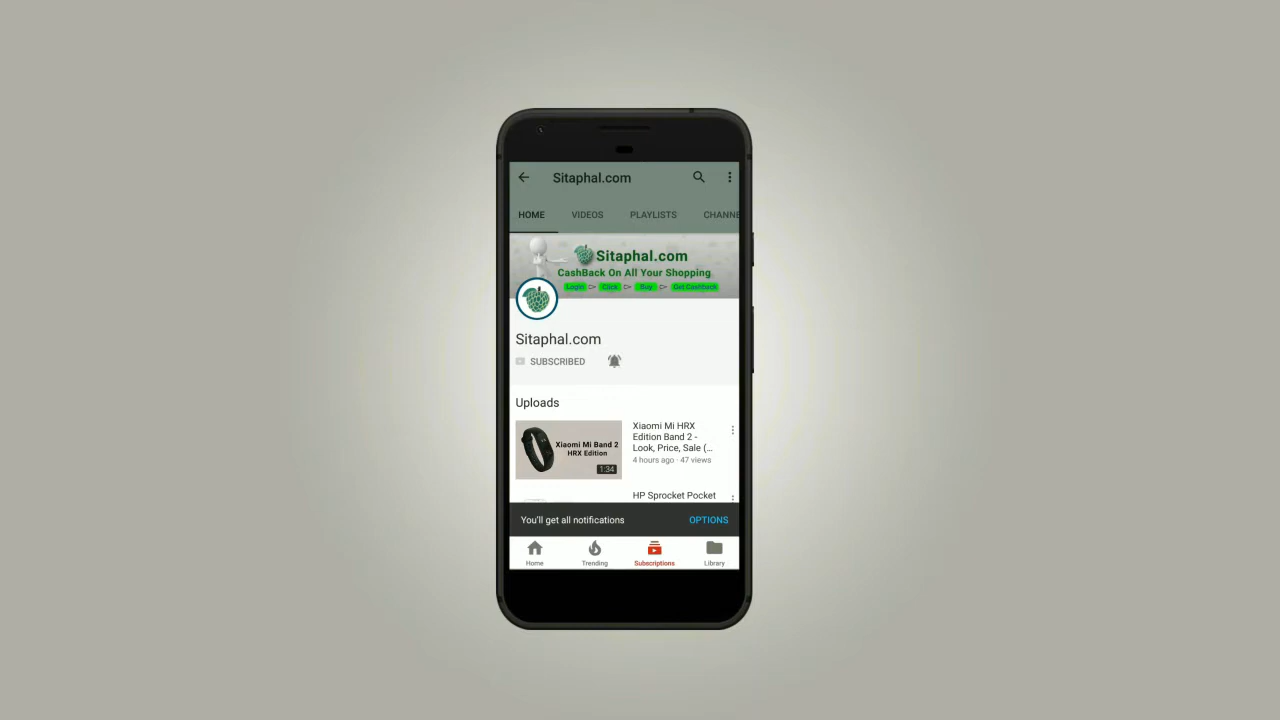 Sitaphal.com
HOME VIDEOS PLAYLISTS CHANNE
Sitaphal.com
CashBack On All Your Shopping
Login Click Buy Get Cashback
Sitaphal.com
SUBSCRIBED
Uploads
Xiaomi Mi Band 2
HRX Edition
1:34
Xiaomi Mi HRX
Edition Band 2 -
Look, Price, Sale (...
4 hours ago · 47 views
HP Sprocket Pocket
You'll get all notifications OPTIONS
Home Trending Subscriptions Library